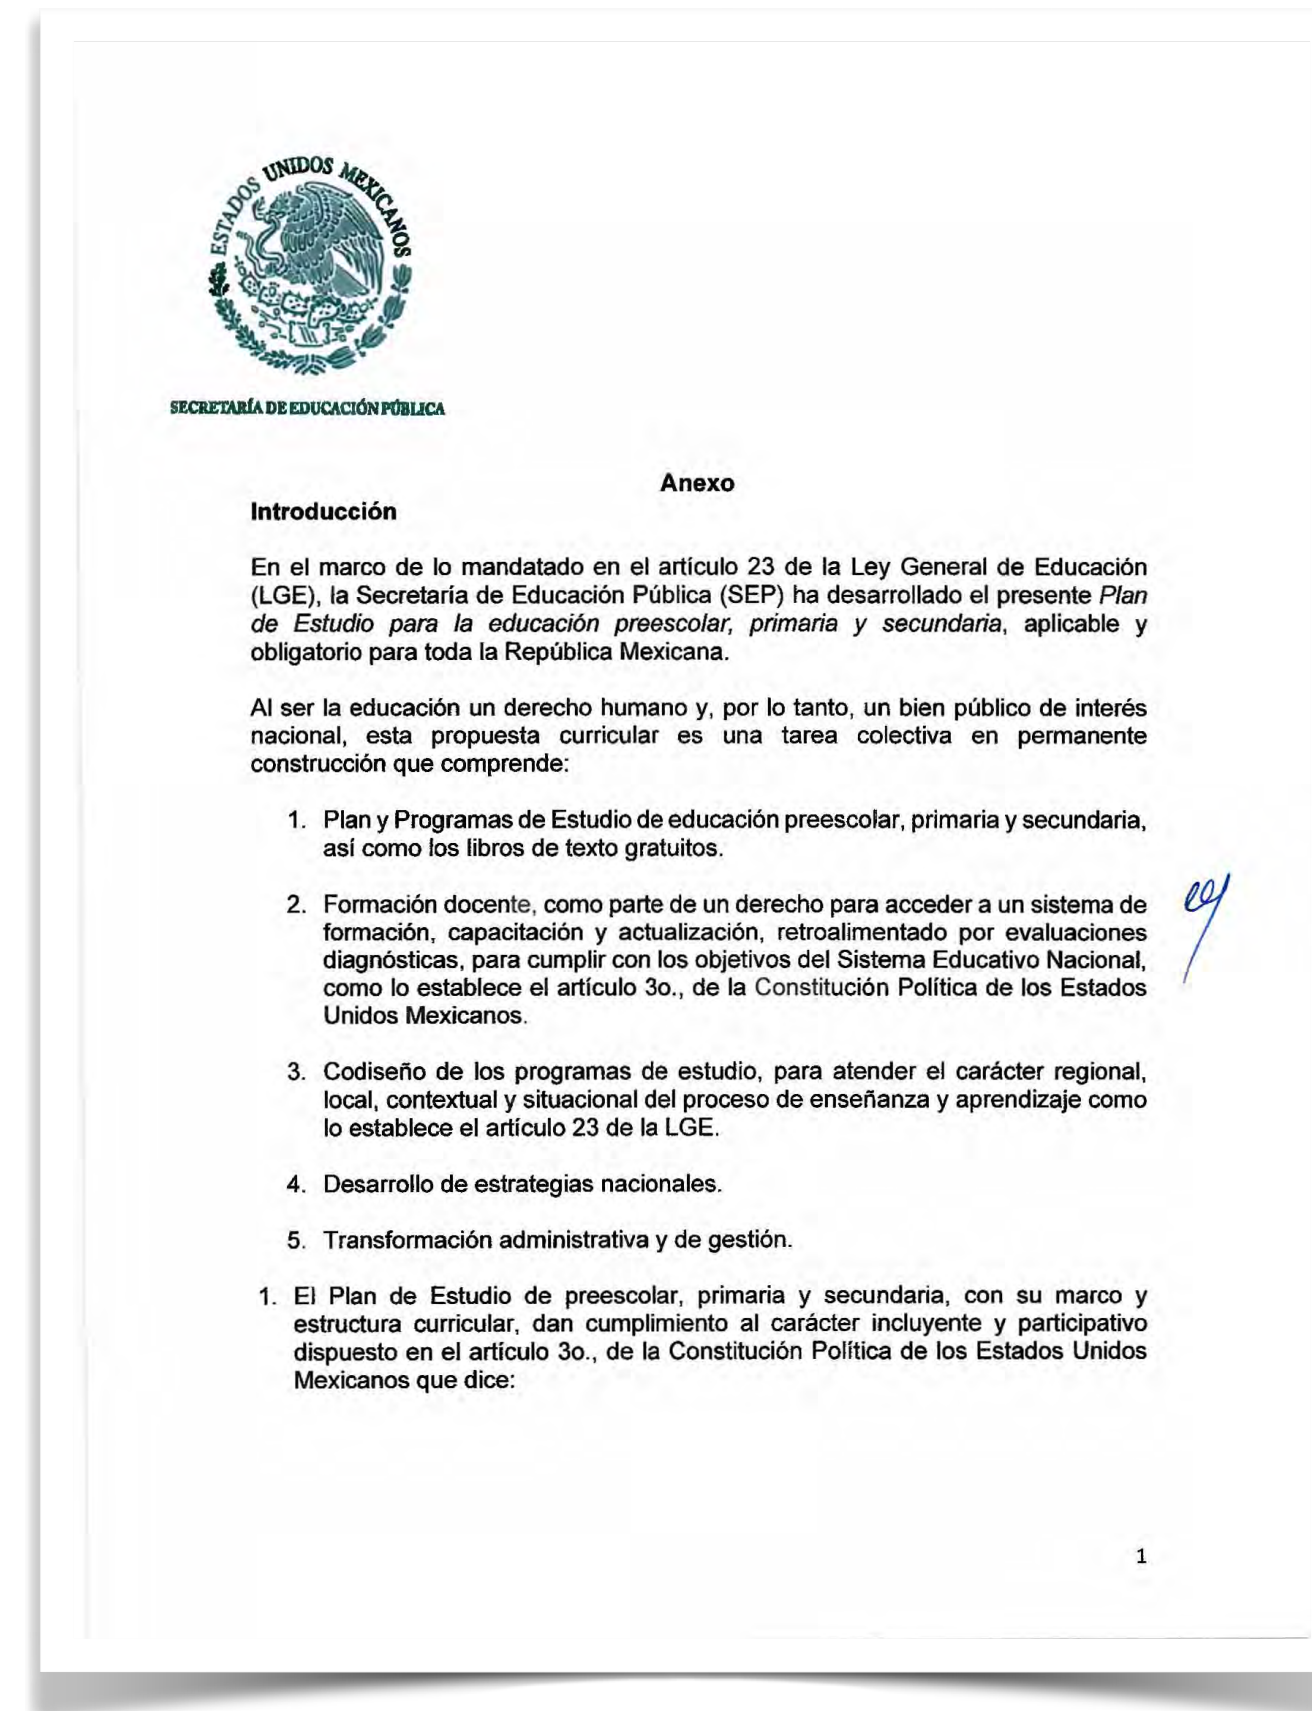 ESTADOS UNIDOS MEXICANOS
SECRETARÍA DE EDUCACIÓN PÚBLICA
Anexo
Introducción
En el marco de lo mandatado en el artículo 23 de la Ley General de Educación
(LGE), la Secretaría de Educación Pública (SEP) ha desarrollado el presente Plan
de Estudio para la educación preescolar, primaria y secundaria, aplicable y
obligatorio para toda la República Mexicana.
Al ser la educación un derecho humano y, por lo tanto, un bien público de interés
nacional, esta propuesta curricular es una tarea colectiva en permanente
construcción que comprende:
1. Plan y Programas de Estudio de educación preescolar, primaria y secundaria,
así como los libros de texto gratuitos.
2. Formación docente, como parte de un derecho para acceder a un sistema de
formación, capacitación y actualización, retroalimentado por evaluaciones
diagnósticas, para cumplir con los objetivos del Sistema Educativo Nacional,
como lo establece el artículo 3o., de la Constitución Política de los Estados
Unidos Mexicanos.
3. Codiseño de los programas de estudio, para atender el carácter regional,
local, contextual y situacional del proceso de enseñanza y aprendizaje como
lo establece el artículo 23 de la LGE.
4. Desarrollo de estrategias nacionales.
5. Transformación administrativa y de gestión.
1. El Plan de Estudio de preescolar, primaria y secundaria, con su marco y
estructura curricular, dan cumplimiento al carácter incluyente y participativo
dispuesto en el artículo 3o., de la Constitución Política de los Estados Unidos
Mexicanos que dice:
1